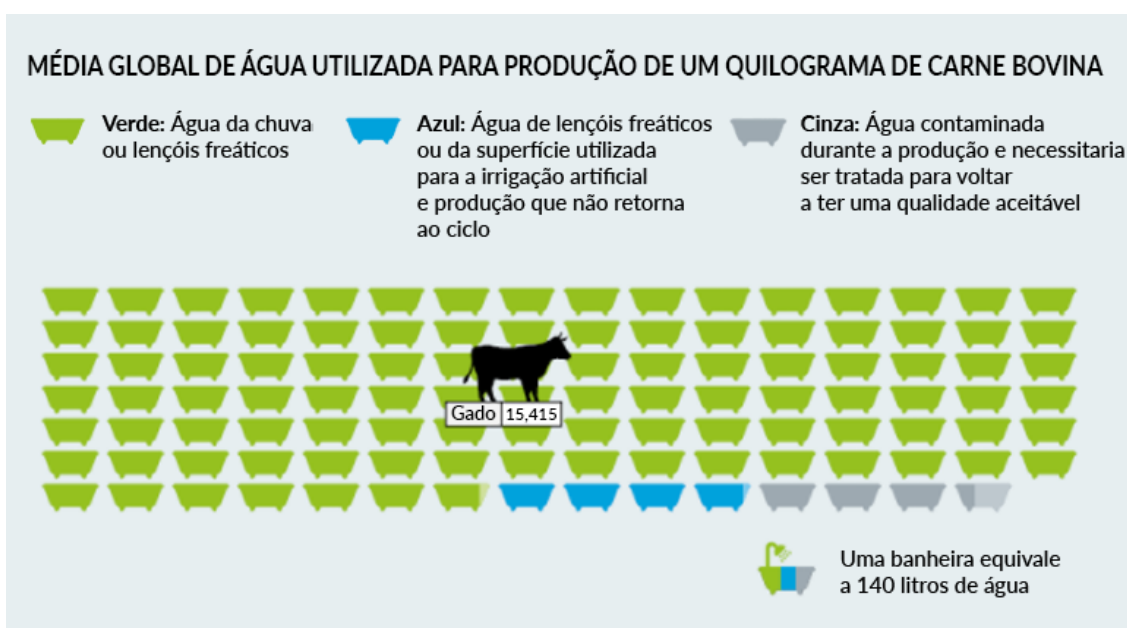 MÉDIA GLOBAL DE ÁGUA UTILIZADA PARA PRODUÇÃO DE UM QUILOGRAMA DE CARNE BOVINA
Verde: Água da chuva
ou lençóis freáticos
Azul: Água de lençóis freáticos
ou da superfície utilizada
para a irrigação artificial
e produção que não retorna
ao ciclo
Cinza: Água contaminada
durante a produção e necessitaria
ser tratada para voltar
a ter uma qualidade aceitável
Gado 15,415
Uma banheira equivale
a 140 litros de água